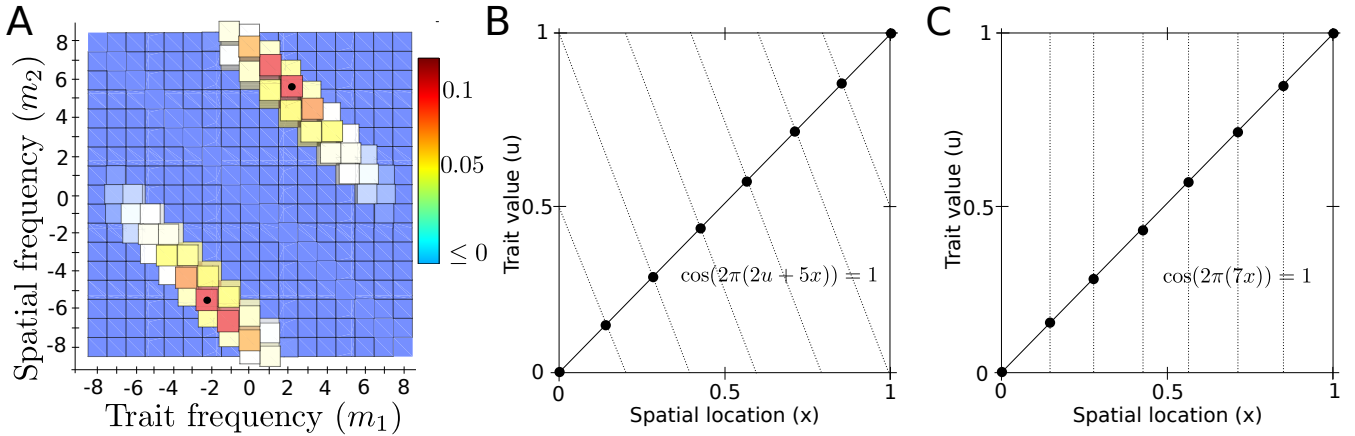 A
Spatial frequency (m₂)
8
6
4
2
0
-2
-4
-6
-8
-8 -6 -4 -2 0 2 4 6 8
Trait frequency (m₁)
0.1
0.05
≤ 0
B
Trait value (u)
1
0.5
0
cos(2π(2u + 5x)) = 1
0 0.5 1
Spatial location (x)
C
Trait value (u)
1
0.5
0
cos(2π(7x)) = 1
0 0.5 1
Spatial location (x)